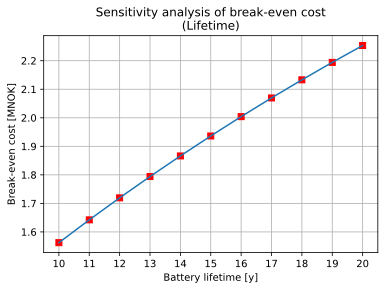 Sensitivity analysis of break-even cost
(Lifetime)
Break-even cost [MNOK]
2.2
2.1
2.0
1.9
1.8
1.7
1.6
10 11 12 13 14 15 16 17 18 19 20
Battery lifetime [y]